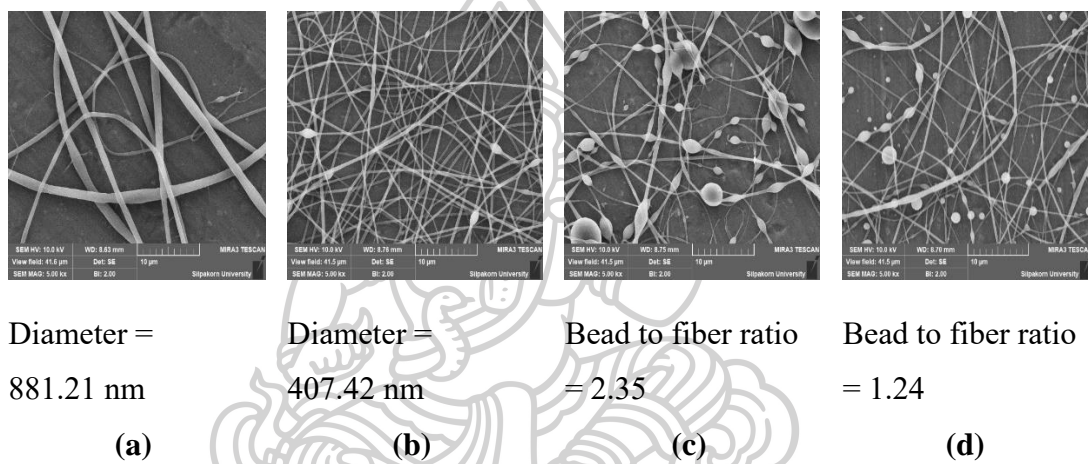 SEM HV: 10.0 kV WD: 8.63 mm MIRA3 TESCAN
View field: 41.6 µm Det: SE 10 µm
SEM MAG: 5.00 kx BI: 2.00 Silpakorn University
SEM HV: 10.0 kV WD: 8.76 mm MIRA3 TESCAN
View field: 41.5 µm Det: SE 10 µm
SEM MAG: 5.00 kx BI: 2.00 Silpakorn University
SEM HV: 10.0 kV WD: 8.75 mm MIRA3 TESCAN
View field: 41.5 µm Det: SE 10 µm
SEM MAG: 5.00 kx BI: 2.00 Silpakorn University
SEM HV: 10.0 kV WD: 8.70 mm MIRA3 TESCAN
View field: 41.5 µm Det: SE 10 µm
SEM MAG: 5.00 kx BI: 2.00 Silpakorn University
Diameter =
881.21 nm
(a)
Diameter =
407.42 nm
(b)
Bead to fiber ratio
= 2.35
(c)
Bead to fiber ratio
= 1.24
(d)